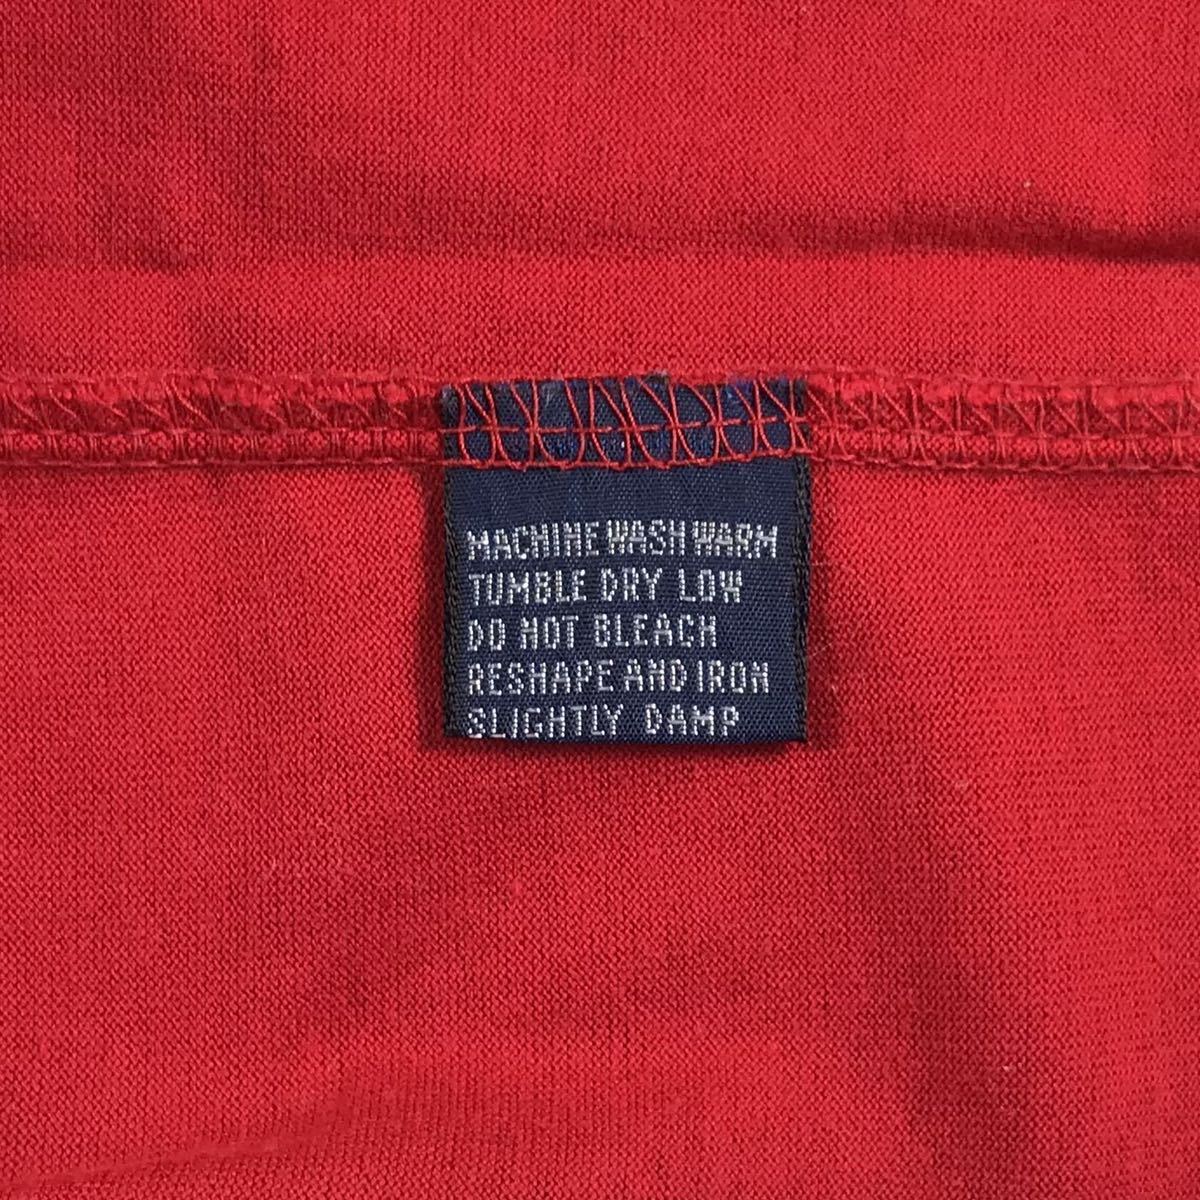 MACHINE WASH WARM
TUMBLE DRY LOW
DO NOT BLEACH
RESHAPE AND IRON
SLIGHTLY DAMP